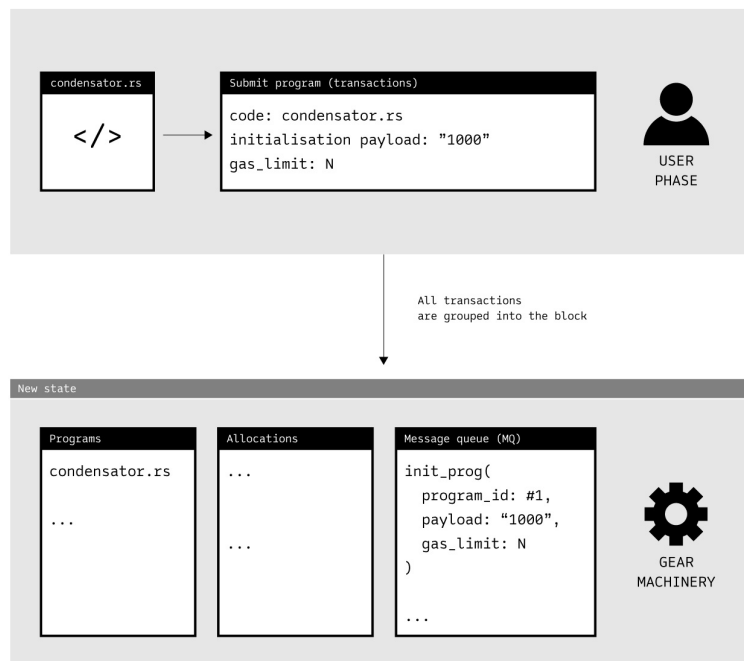 condensator.rs
</>
Submit program (transactions)
code: condensator.rs
initialisation payload: ”1000”
gas_limit: N
USER
PHASE
All transactions
are grouped into the block
New state
Programs
condensator.rs
...
Allocations
...
...
Message queue (MQ)
init_prog(
program_id: #1,
payload: “1000”,
gas_limit: N
)
...
GEAR
MACHINERY